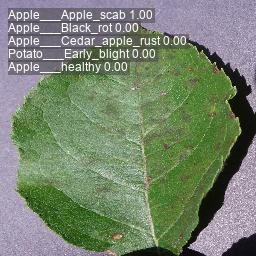 Apple___Apple_scab 1.00
Apple___Black_rot 0.00
Apple___Cedar_apple_rust 0.00
Potato___Early_blight 0.00
Apple___healthy 0.00